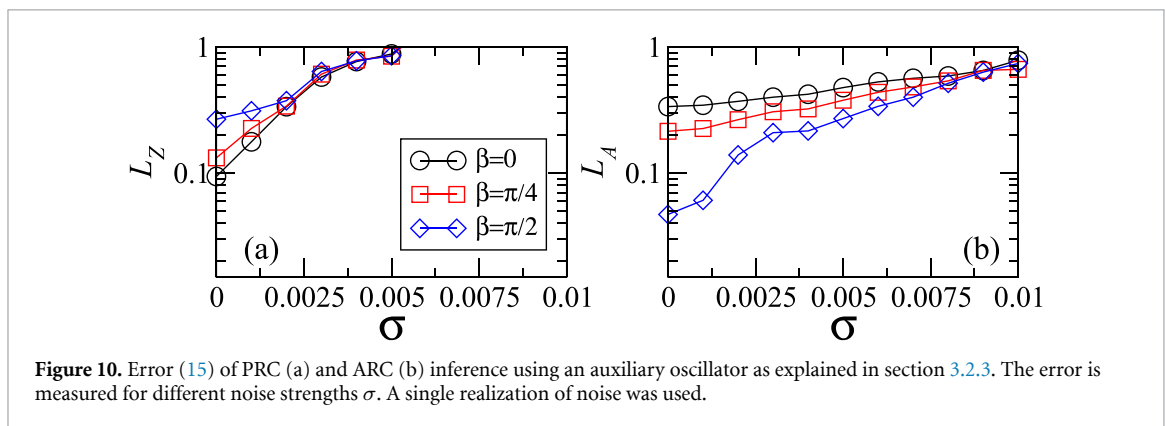 1
0.1
L_Z
(a)
0 0.0025 0.005 0.0075 0.01
σ
β=0
β=π/4
β=π/2
1
0.1
L_A
(b)
0 0.0025 0.005 0.0075 0.01
σ
Figure 10. Error (15) of PRC (a) and ARC (b) inference using an auxiliary oscillator as explained in section 3.2.3. The error is
measured for different noise strengths σ. A single realization of noise was used.